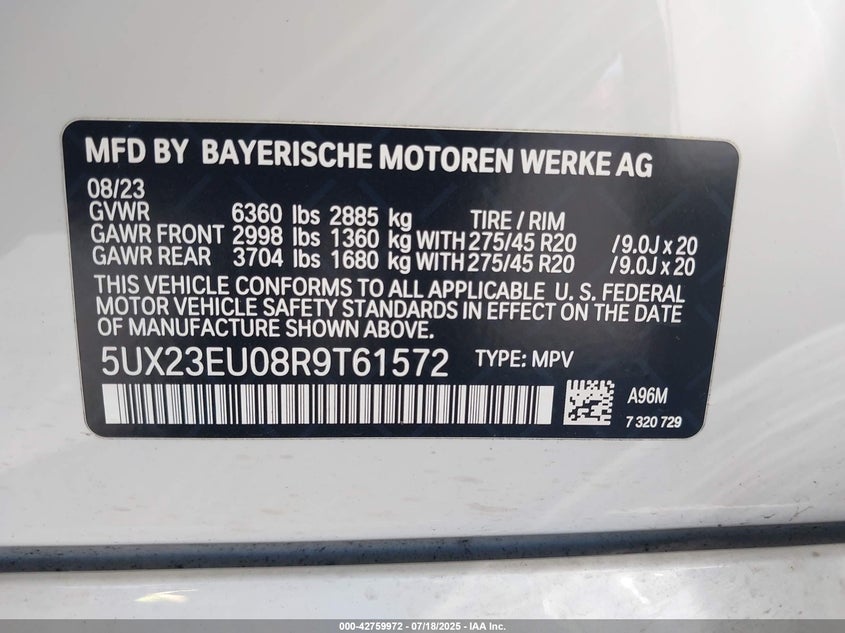 MFD BY BAYERISCHE MOTOREN WERKE AG
08/23
GVWR 6360 lbs 2885 kg TIRE / RIM
GAWR FRONT 2998 lbs 1360 kg WITH 275/45 R20 /9.0J x 20
GAWR REAR 3704 lbs 1680 kg WITH 275/45 R20 /9.0J x 20
THIS VEHICLE CONFORMS TO ALL APPLICABLE U. S. FEDERAL
MOTOR VEHICLE SAFETY STANDARDS IN EFFECT ON THE DATE
OF MANUFACTURE SHOWN ABOVE.
5UX23EU08R9T61572 TYPE: MPV
A96M
7 320 729
000-42759972 / 07/18/2025 - IAA Inc.